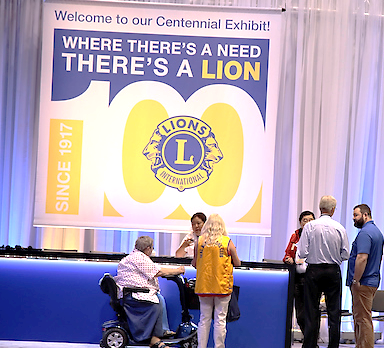 Welcome to our Centennial Exhibit!
WHERE THERE'S A NEED
THERE'S A LION
100
SINCE 1917
LIONS
L
INTERNATIONAL